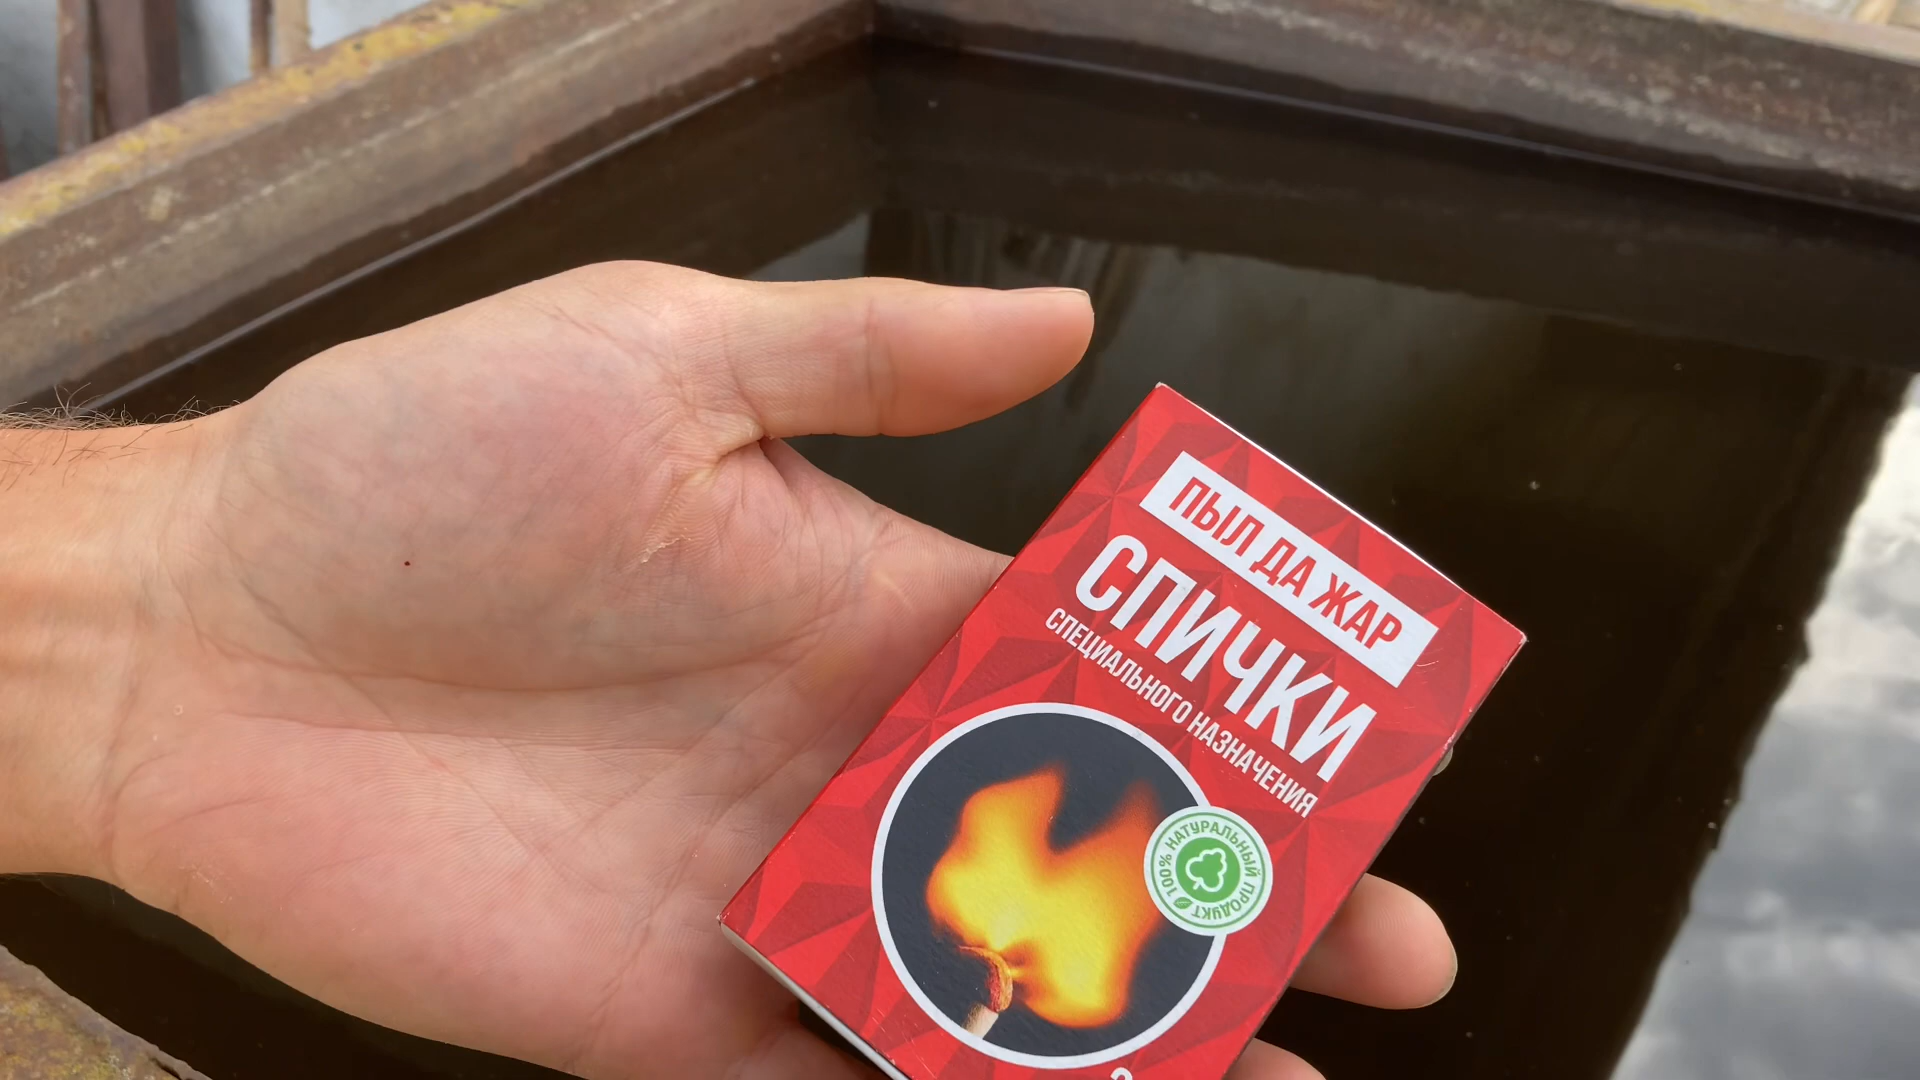 ПЫЛ ДА ЖАР
СПИЧКИ
СПЕЦИАЛЬНОГО НАЗНАЧЕНИЯ
100% НАТУРАЛЬНЫЙ ПРОДУКТ